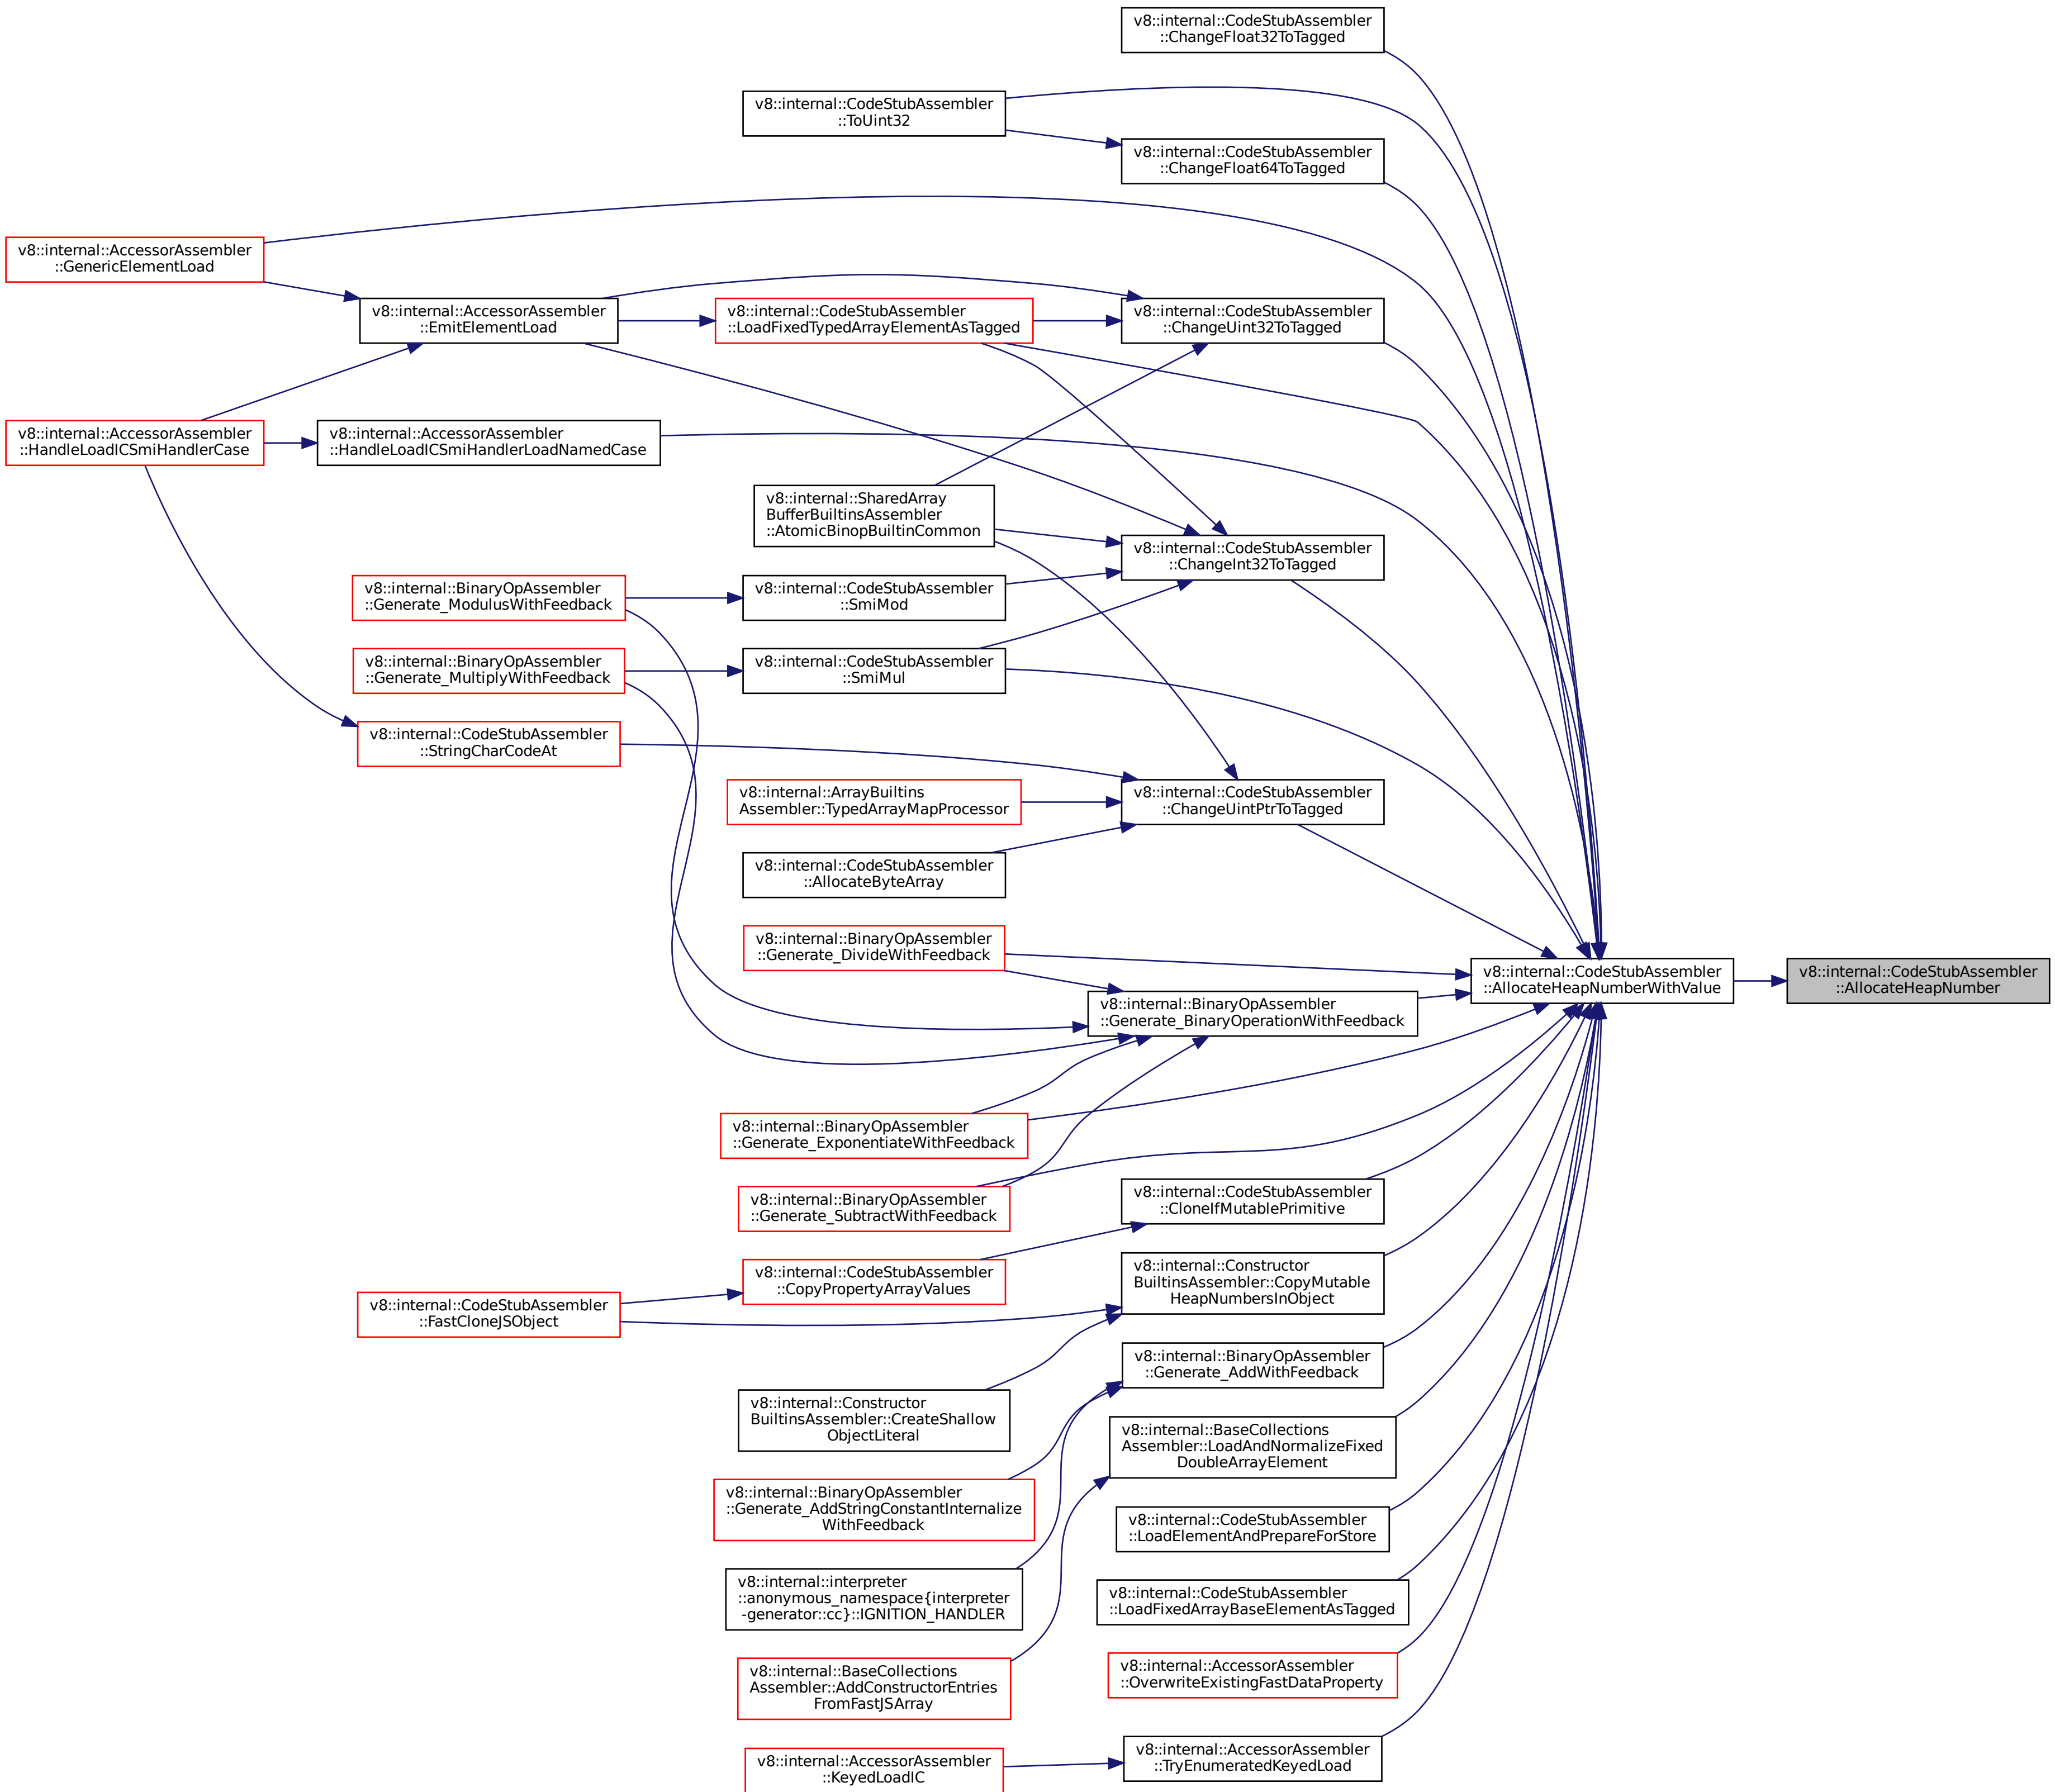 v8::internal::CodeStubAssembler
::ChangeFloat32ToTagged
v8::internal::CodeStubAssembler
::ToUint32
v8::internal::CodeStubAssembler
::ChangeFloat64ToTagged
v8::internal::AccessorAssembler
::GenericElementLoad
v8::internal::AccessorAssembler
::EmitElementLoad
v8::internal::CodeStubAssembler
::LoadFixedTypedArrayElementAsTagged
v8::internal::CodeStubAssembler
::ChangeUint32ToTagged
v8::internal::AccessorAssembler
::HandleLoadICSmiHandlerCase
v8::internal::AccessorAssembler
::HandleLoadICSmiHandlerLoadNamedCase
v8::internal::SharedArray
BufferBuiltinsAssembler
::AtomicBinopBuiltinCommon
v8::internal::CodeStubAssembler
::ChangeInt32ToTagged
v8::internal::BinaryOpAssembler
::Generate_ModulusWithFeedback
v8::internal::CodeStubAssembler
::SmiMod
v8::internal::BinaryOpAssembler
::Generate_MultiplyWithFeedback
v8::internal::CodeStubAssembler
::SmiMul
v8::internal::CodeStubAssembler
::StringCharCodeAt
v8::internal::ArrayBuiltins
Assembler::TypedArrayMapProcessor
v8::internal::CodeStubAssembler
::ChangeUintPtrToTagged
v8::internal::CodeStubAssembler
::AllocateByteArray
v8::internal::BinaryOpAssembler
::Generate_DivideWithFeedback
v8::internal::CodeStubAssembler
::AllocateHeapNumberWithValue
v8::internal::CodeStubAssembler
::AllocateHeapNumber
v8::internal::BinaryOpAssembler
::Generate_BinaryOperationWithFeedback
v8::internal::BinaryOpAssembler
::Generate_ExponentiateWithFeedback
v8::internal::BinaryOpAssembler
::Generate_SubtractWithFeedback
v8::internal::CodeStubAssembler
::CloneIfMutablePrimitive
v8::internal::CodeStubAssembler
::CopyPropertyArrayValues
v8::internal::Constructor
BuiltinsAssembler::CopyMutable
HeapNumbersInObject
v8::internal::CodeStubAssembler
::FastCloneJSObject
v8::internal::BinaryOpAssembler
::Generate_AddWithFeedback
v8::internal::Constructor
BuiltinsAssembler::CreateShallow
ObjectLiteral
v8::internal::BaseCollections
Assembler::LoadAndNormalizeFixed
DoubleArrayElement
v8::internal::BinaryOpAssembler
::Generate_AddStringConstantInternalize
WithFeedback
v8::internal::CodeStubAssembler
::LoadElementAndPrepareForStore
v8::internal::interpreter
::anonymous_namespace{interpreter
-generator::cc}::IGNITION_HANDLER
v8::internal::CodeStubAssembler
::LoadFixedArrayBaseElementAsTagged
v8::internal::BaseCollections
Assembler::AddConstructorEntries
FromFastJSArray
v8::internal::AccessorAssembler
::OverwriteExistingFastDataProperty
v8::internal::AccessorAssembler
::KeyedLoadIC
v8::internal::AccessorAssembler
::TryEnumeratedKeyedLoad